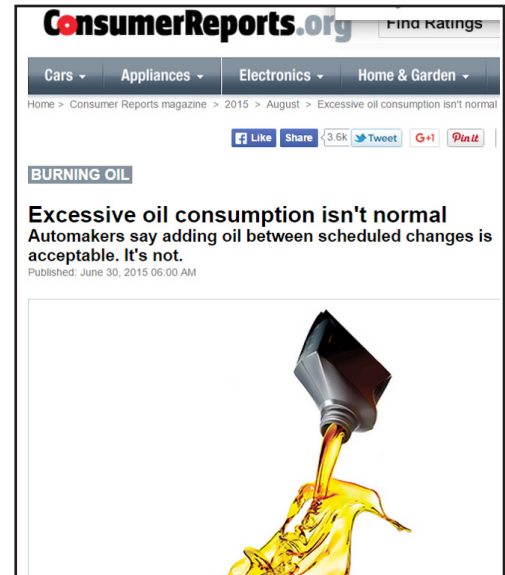 ConsumerReports.org
Find Ratings
Cars Appliances Electronics Home & Garden
Home > Consumer Reports magazine > 2015 > August > Excessive oil consumption isn't normal
Like Share 3.6k Tweet G+1 Pin it
BURNING OIL
Excessive oil consumption isn't normal
Automakers say adding oil between scheduled changes is
acceptable. It's not.
Published: June 30, 2015 06:00 AM